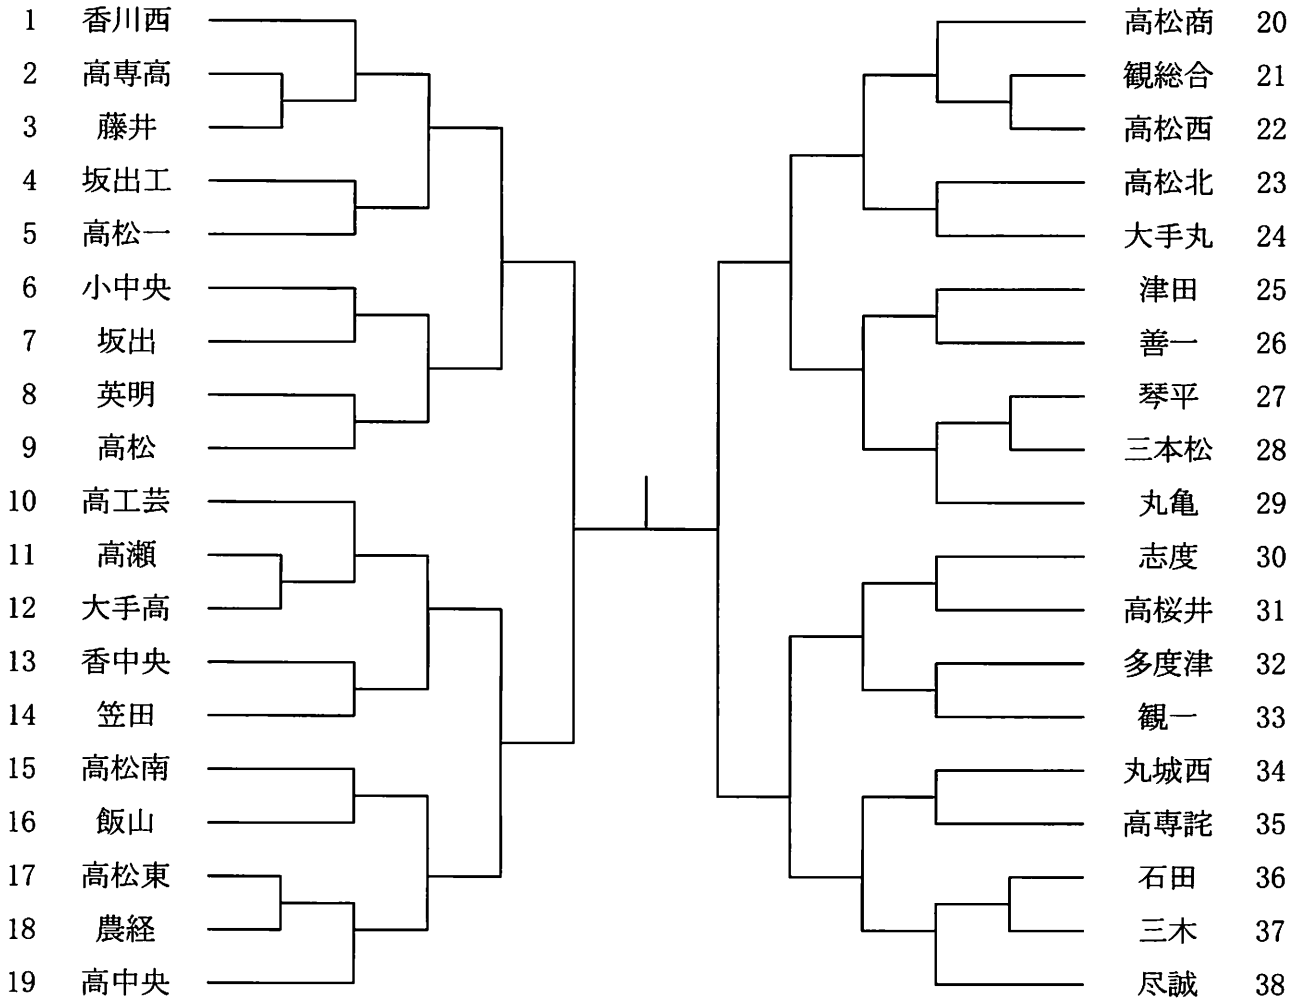 1 香川西
2 高専高
3 藤井
4 坂出工
5 高松一
6 小中央
7 坂出
8 英明
9 高松
10 高工芸
11 高瀬
12 大手高
13 香中央
14 笠田
15 高松南
16 飯山
17 高松東
18 農経
19 高中央
高松商 20
観総合 21
高松西 22
高松北 23
大手丸 24
津田 25
善一 26
琴平 27
三本松 28
丸亀 29
志度 30
高桜井 31
多度津 32
観一 33
丸城西 34
高専詫 35
石田 36
三木 37
尽誠 38